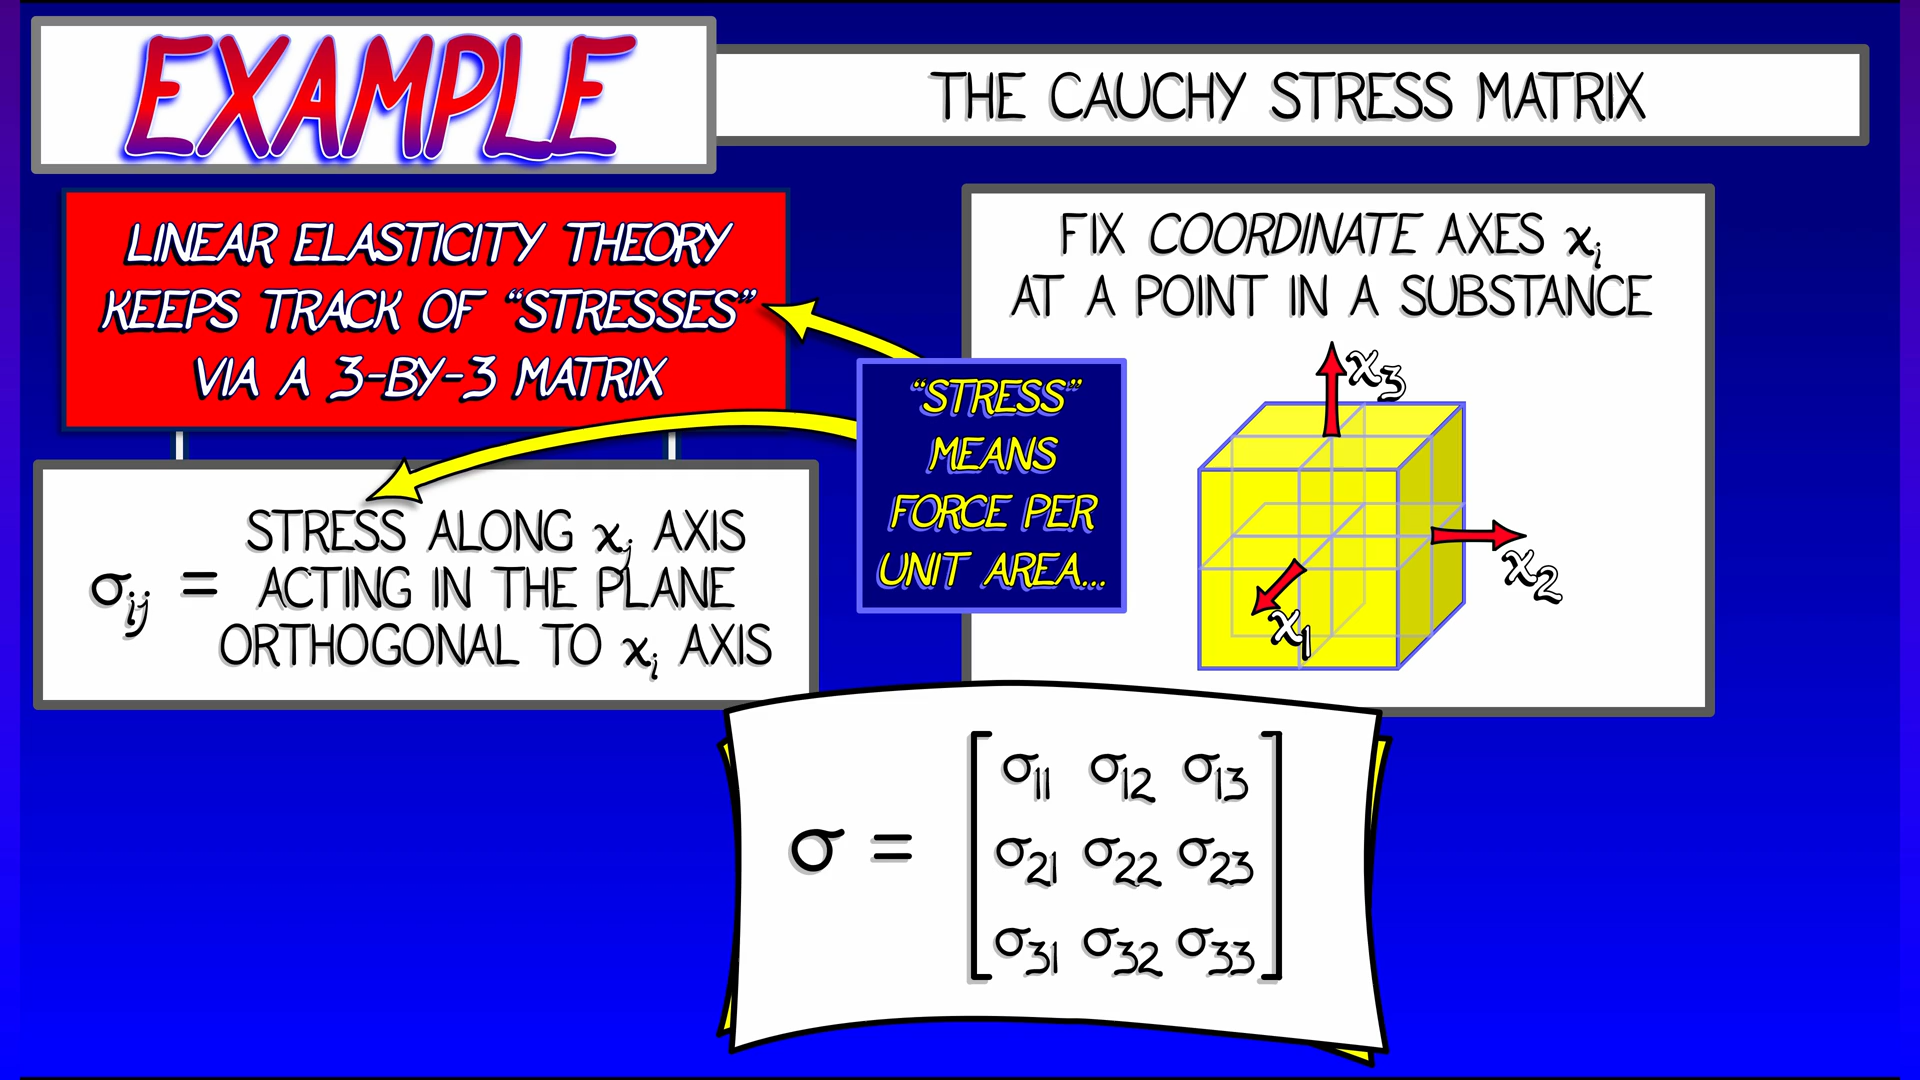 EXAMPLE
THE CAUCHY STRESS MATRIX
LINEAR ELASTICITY THEORY
KEEPS TRACK OF “STRESSES”
VIA A 3-BY-3 MATRIX
FIX COORDINATE AXES xᵢ
AT A POINT IN A SUBSTANCE
x₃
x₂
x₁
“STRESS”
MEANS
FORCE PER
UNIT AREA...
σᵢⱼ = STRESS ALONG xⱼ AXIS
ACTING IN THE PLANE
ORTHOGONAL TO xᵢ AXIS
σ =
σ₁₁ σ₁₂ σ₁₃
σ₂₁ σ₂₂ σ₂₃
σ₃₁ σ₃₂ σ₃₃